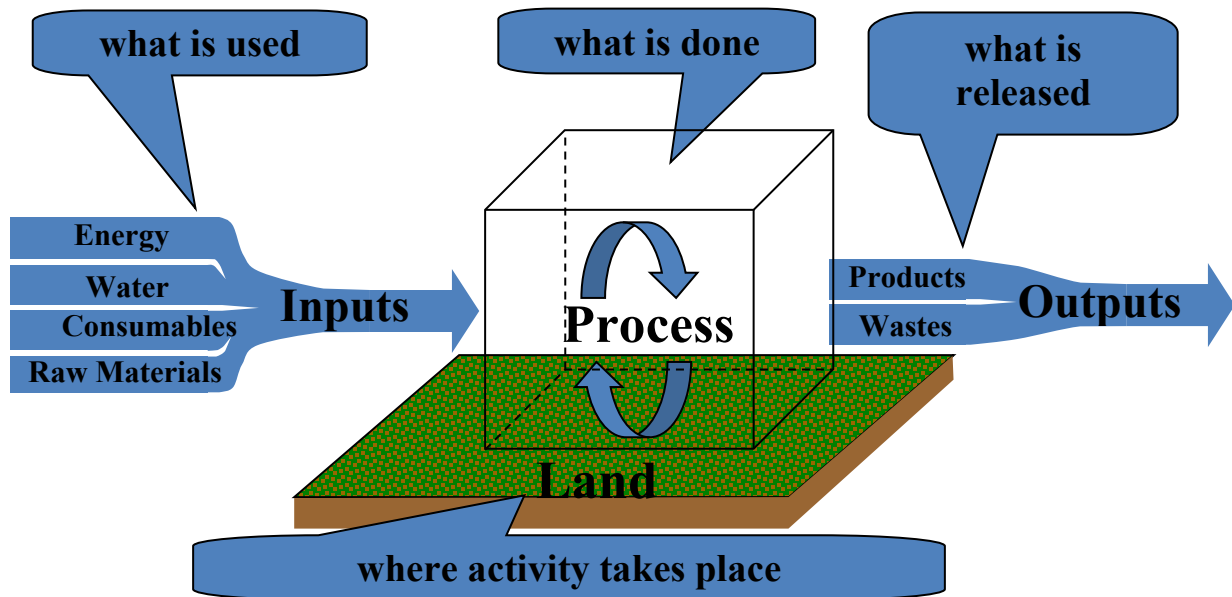 what is used
what is done
what is
released
Energy
Water
Consumables
Raw Materials
Inputs
Process
Products
Wastes
Outputs
Land
where activity takes place